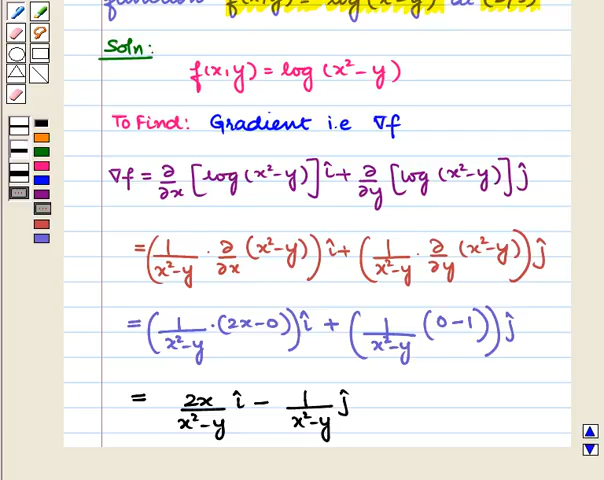 Soln:
f(x,y) = log(x²-y)
To Find: Gradient i.e ∇f
∇f = ∂/∂x [log(x²-y)] î + ∂/∂y [log(x²-y)] ĵ
= (1/(x²-y) · ∂/∂x (x²-y)) î + (1/(x²-y) · ∂/∂y (x²-y)) ĵ
= (1/(x²-y) · (2x-0)) î + (1/(x²-y) (0-1)) ĵ
= 2x/(x²-y) î - 1/(x²-y) ĵ